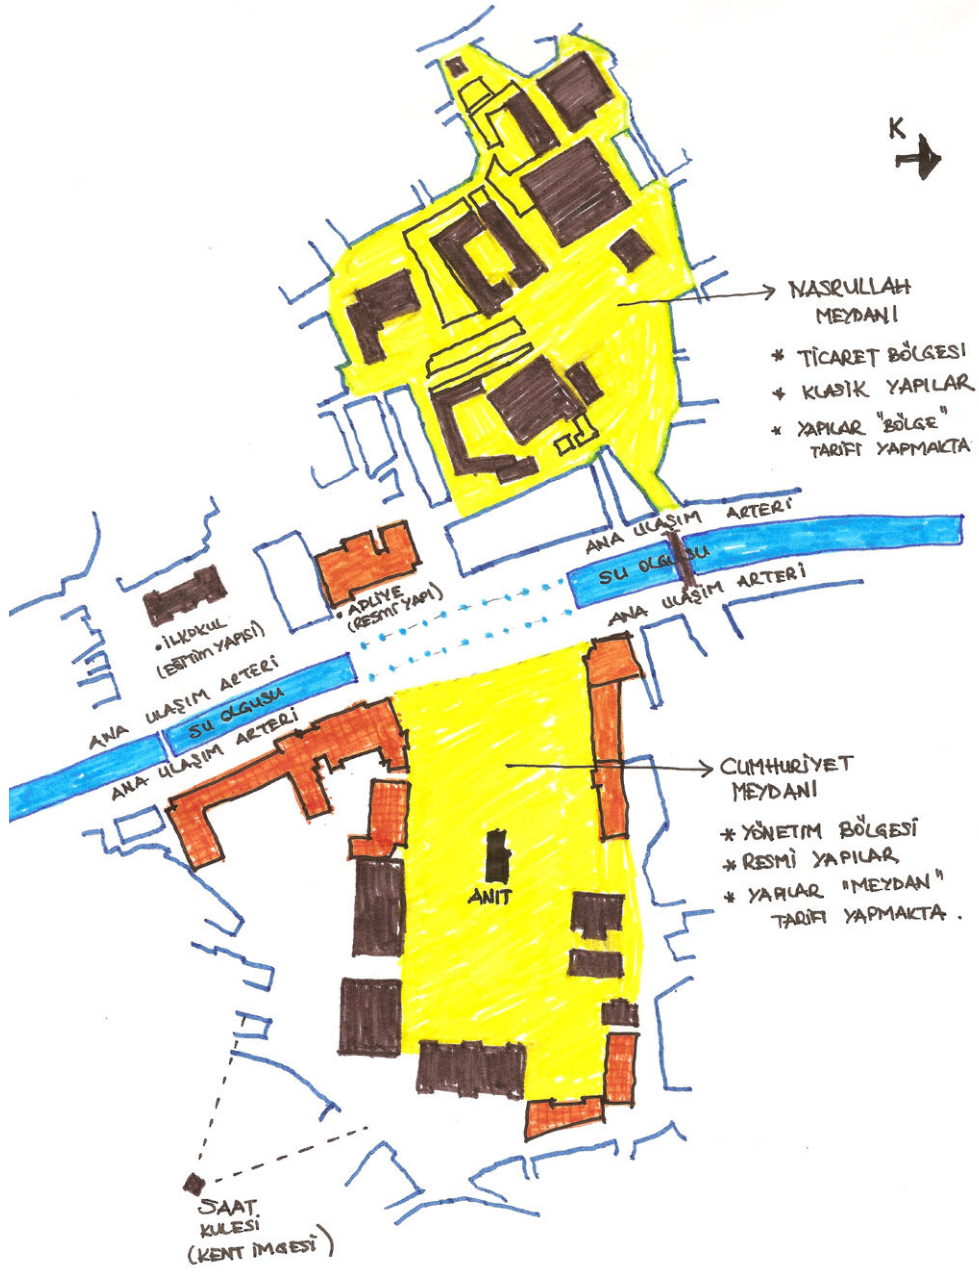 K
NASRULLAH
MEYDANI
* TİCARET BÖLGESI
* KLASİK YAPILAR
* YAPILAR "BÖLGE"
TARİFİ YAPMAKTA
ANA ULAŞIM ARTERİ
SU OLGUSU
ANA ULAŞIM ARTERİ
• ADLİYE
(RESMİ YAPI)
• İLKOKUL
(EĞİTİM YAPISI)
ANA ULAŞIM ARTERİ
SU OLGUSU
ANA ULAŞIM ARTERİ
CUMHURİYET
MEYDANI
* YÖNETİM BÖLGESİ
* RESMİ YAPILAR
* YAPILAR "MEYDAN"
TARİFİ YAPMAKTA.
ANIT
SAAT
KULESİ
(KENT İMGESİ)